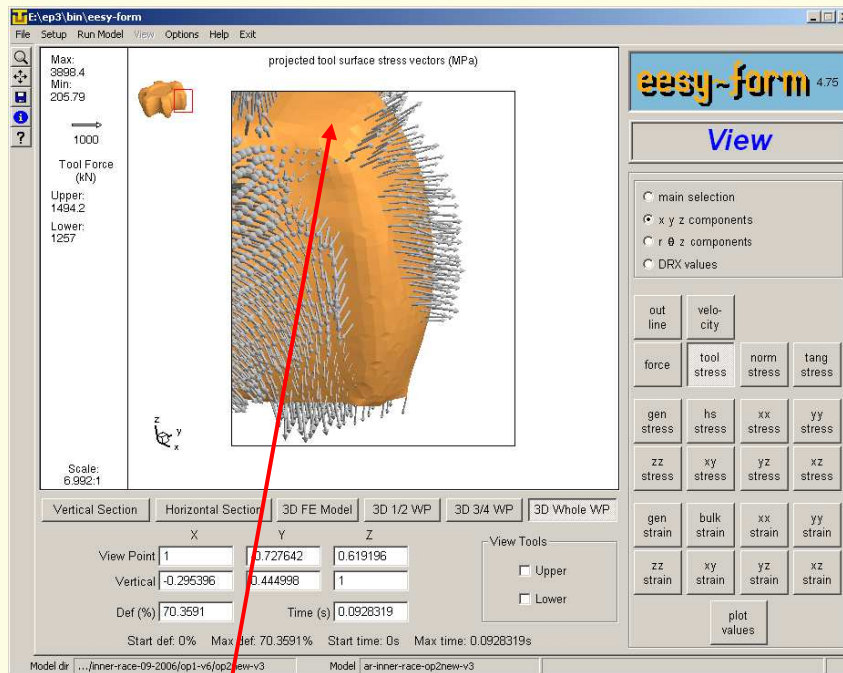 E:\ep3\bin\eesy-form
File Setup Run Model View Options Help Exit
Max:
3898.4
Min:
205.79
1000
Tool Force
(kN)
Upper:
1494.2
Lower:
1257
Scale:
6.992:1
projected tool surface stress vectors (MPa)
z
y
x
eesy-form 4.75
View
main selection
x y z components
r θ z components
DRX values
out line
velo-city
force
tool stress
norm stress
tang stress
gen stress
hs stress
xx stress
yy stress
zz stress
xy stress
yz stress
xz stress
gen strain
bulk strain
xx strain
yy strain
zz strain
xy strain
yz strain
xz strain
plot values
Vertical Section Horizontal Section 3D FE Model 3D 1/2 WP 3D 3/4 WP 3D Whole WP
X Y Z
View Point 1 -0.727642 0.619196
Vertical -0.295396 0.444998 1
Def (%) 70.3591 Time (s) 0.0928319
View Tools
Upper
Lower
Start def: 0% Max def: 70.3591% Start time: 0s Max time: 0.0928319s
Model dir .../inner-race-09-2006/op1-v6/op2new-v3 Model ar-inner-race-op2new-v3